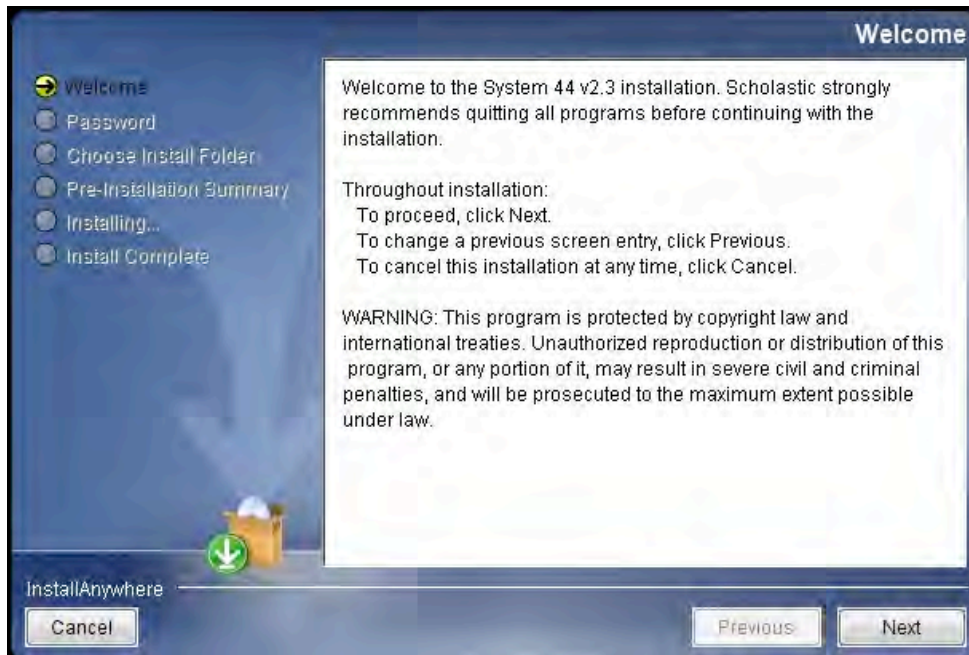 Welcome
Welcome
Password
Choose Install Folder
Pre-Installation Summary
Installing...
Install Complete
Welcome to the System 44 v2.3 installation. Scholastic strongly
recommends quitting all programs before continuing with the
installation.
Throughout installation:
To proceed, click Next.
To change a previous screen entry, click Previous.
To cancel this installation at any time, click Cancel.
WARNING: This program is protected by copyright law and
international treaties. Unauthorized reproduction or distribution of this
program, or any portion of it, may result in severe civil and criminal
penalties, and will be prosecuted to the maximum extent possible
under law.
InstallAnywhere
Cancel
Previous
Next